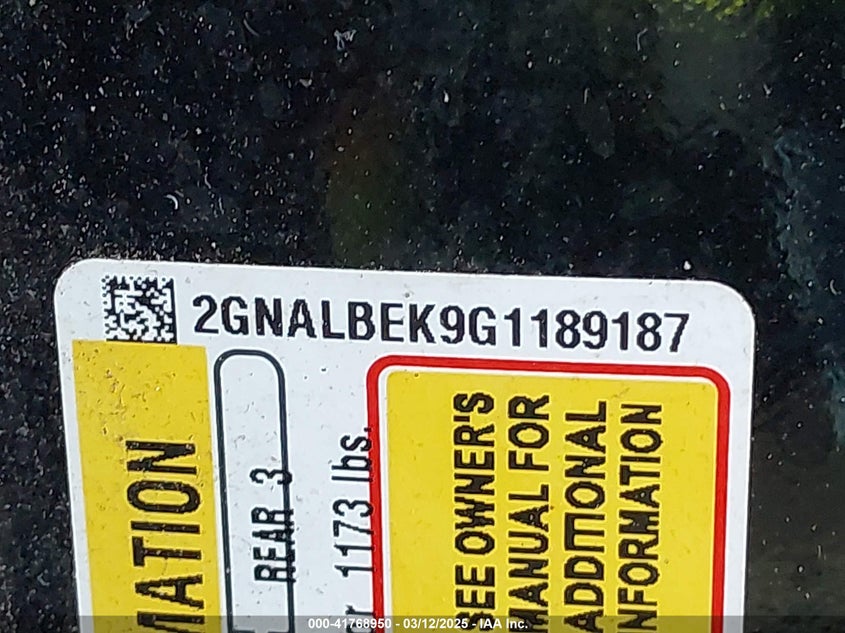 2GNALBEK9G1189187
MATION
REAR 3
1173 lbs.
SEE OWNER'S
MANUAL FOR
ADDITIONAL
INFORMATION
000-41768950 - 03/12/2025 - IAA Inc.